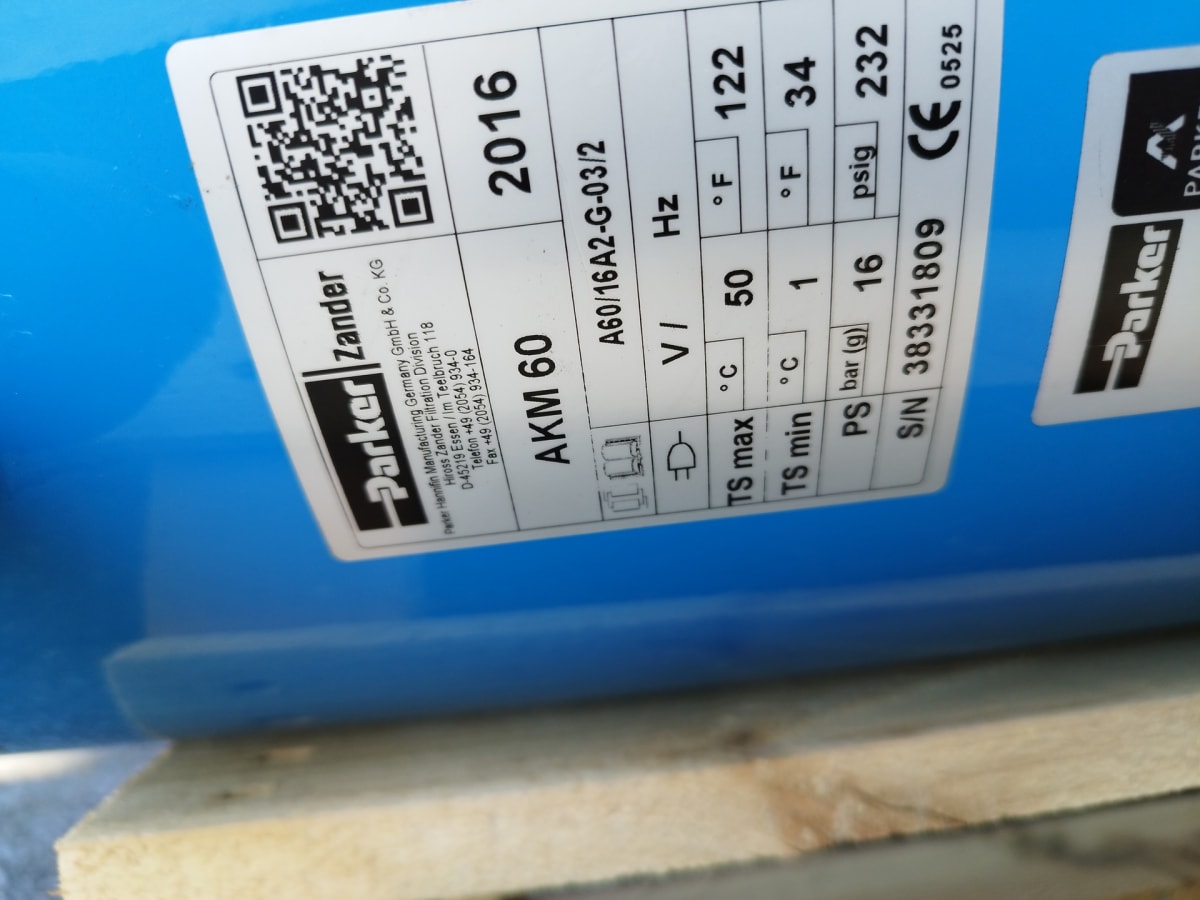 Parker Zander
Parker Hannifin Manufacturing Germany GmbH & Co. KG
Hiross Zander Filtration Division
D-45219 Essen / Im Teelbruch 118
Telefon +49 (2054) 934-0
Fax +49 (2054) 934-164
AKM 60 2016
A60/16A2-G-03/2
V / Hz
TS max °C 50 °F 122
TS min °C 1 °F 34
PS bar (g) 16 psig 232
S/N 38331809 CE 0525
Parker